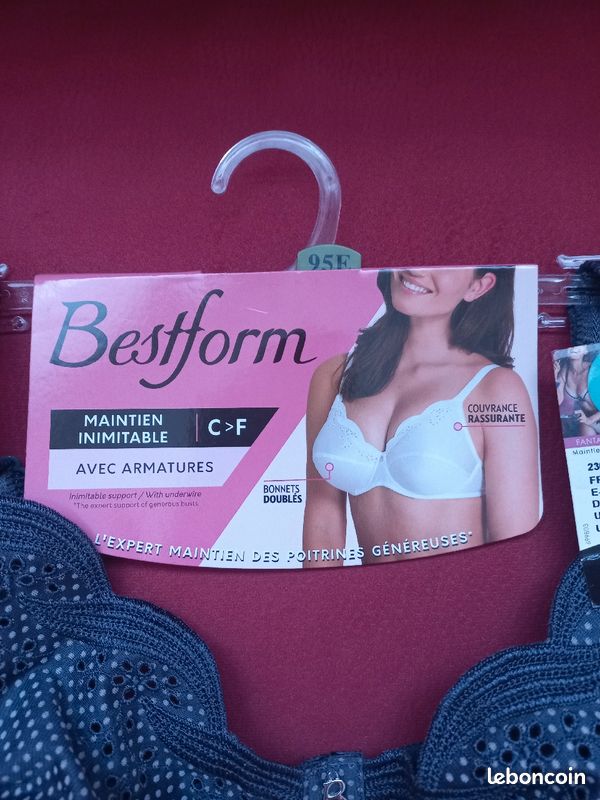 95F
Bestform
MAINTIEN
INIMITABLE
C>F
AVEC ARMATURES
Inimitable support / With underwire
*The expert support of generous busts.
COUVRANCE
RASSURANTE
BONNETS
DOUBLÉS
L'EXPERT MAINTIEN DES POITRINES GÉNÉREUSES*
leboncoin